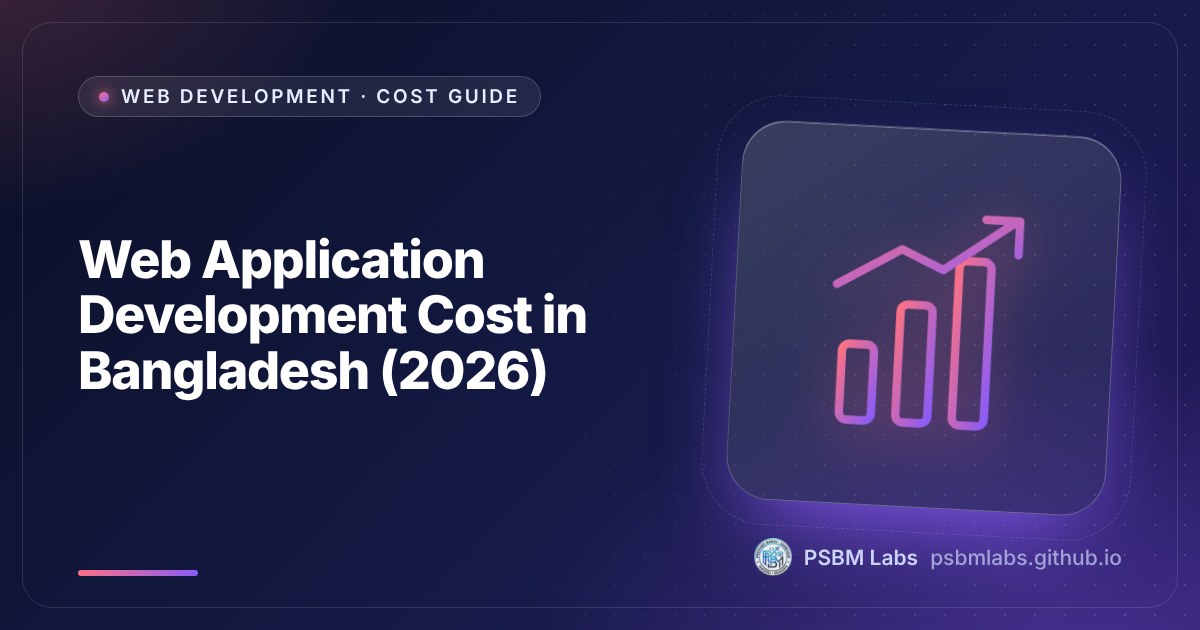 WEB DEVELOPMENT · COST GUIDE
Web Application
Development Cost in
Bangladesh (2026)
PSBM Labs psbmlabs.github.io